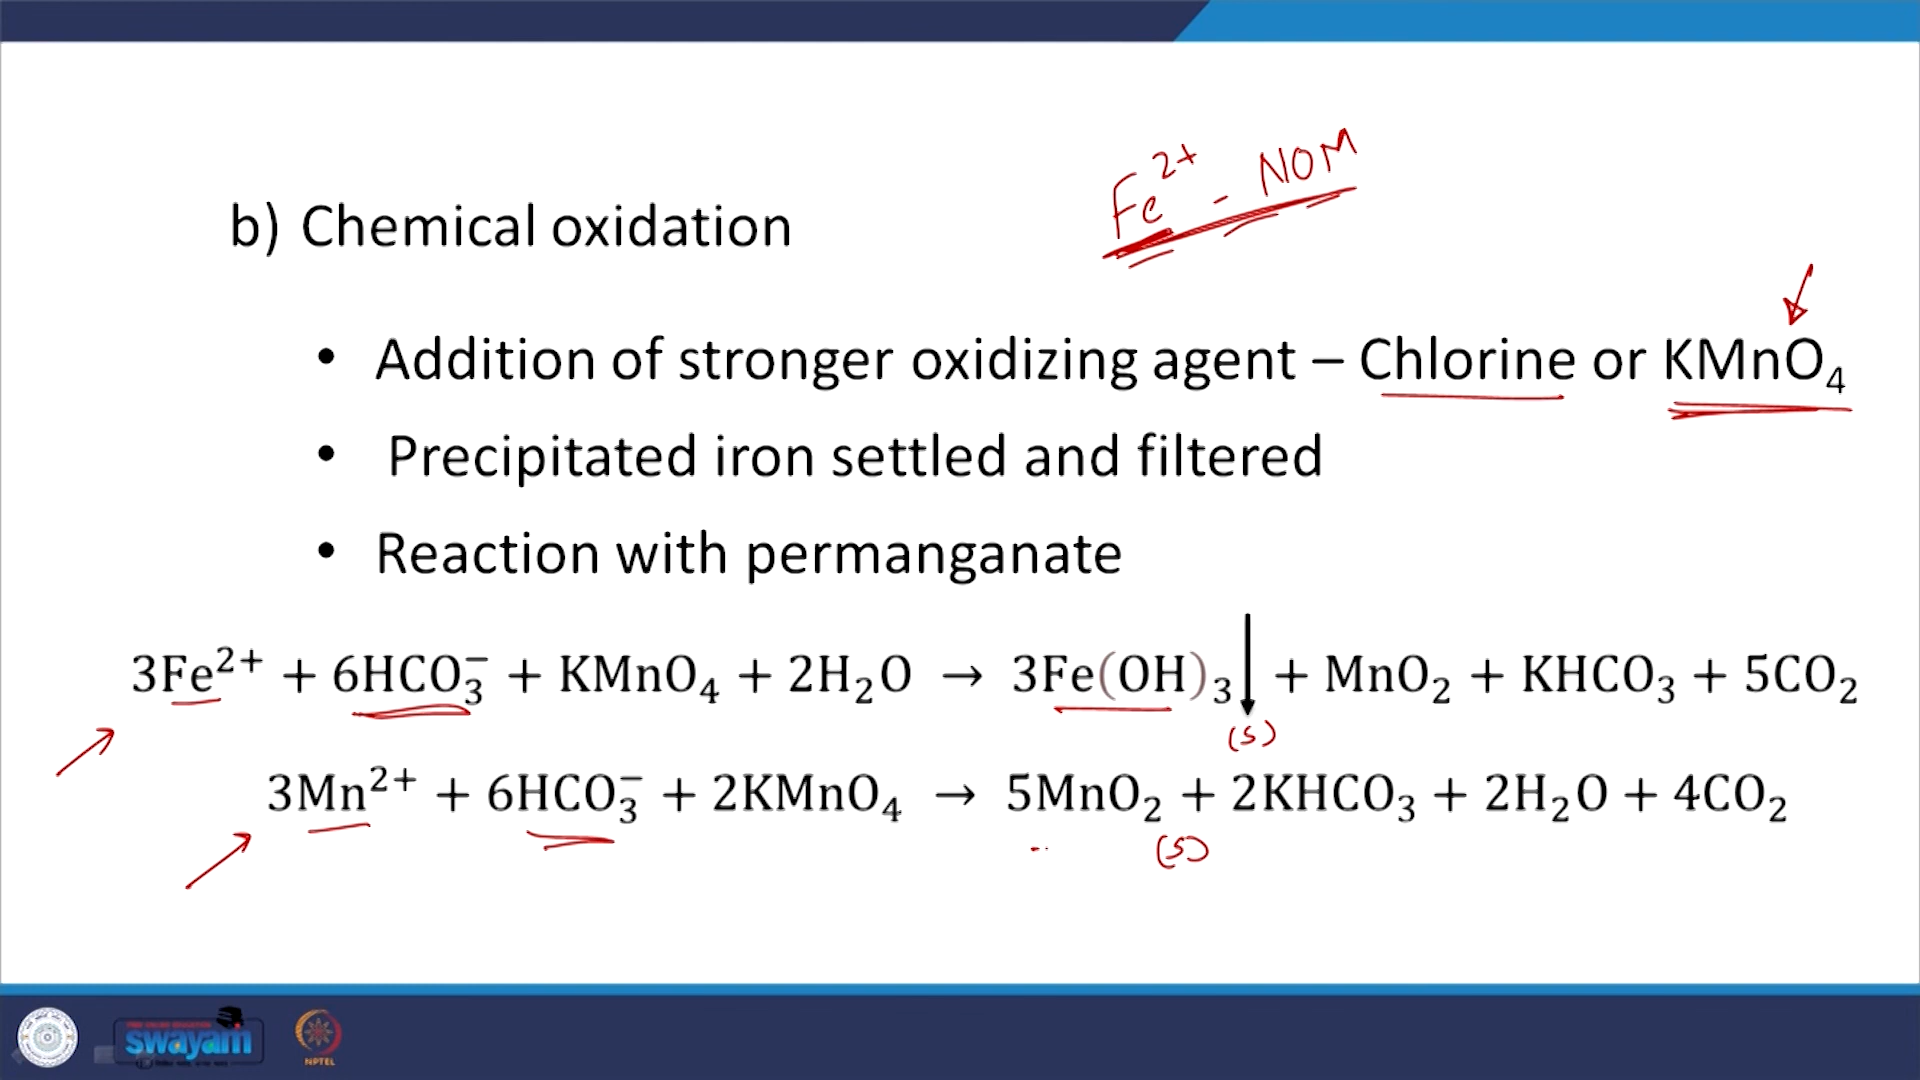 Fe²⁺ - NOM
b) Chemical oxidation
• Addition of stronger oxidizing agent – Chlorine or KMnO₄
• Precipitated iron settled and filtered
• Reaction with permanganate
3Fe²⁺ + 6HCO₃⁻ + KMnO₄ + 2H₂O → 3Fe(OH)₃↓ + MnO₂ + KHCO₃ + 5CO₂
(s)
3Mn²⁺ + 6HCO₃⁻ + 2KMnO₄ → 5MnO₂ + 2KHCO₃ + 2H₂O + 4CO₂
(s)
swayam
NPTEL